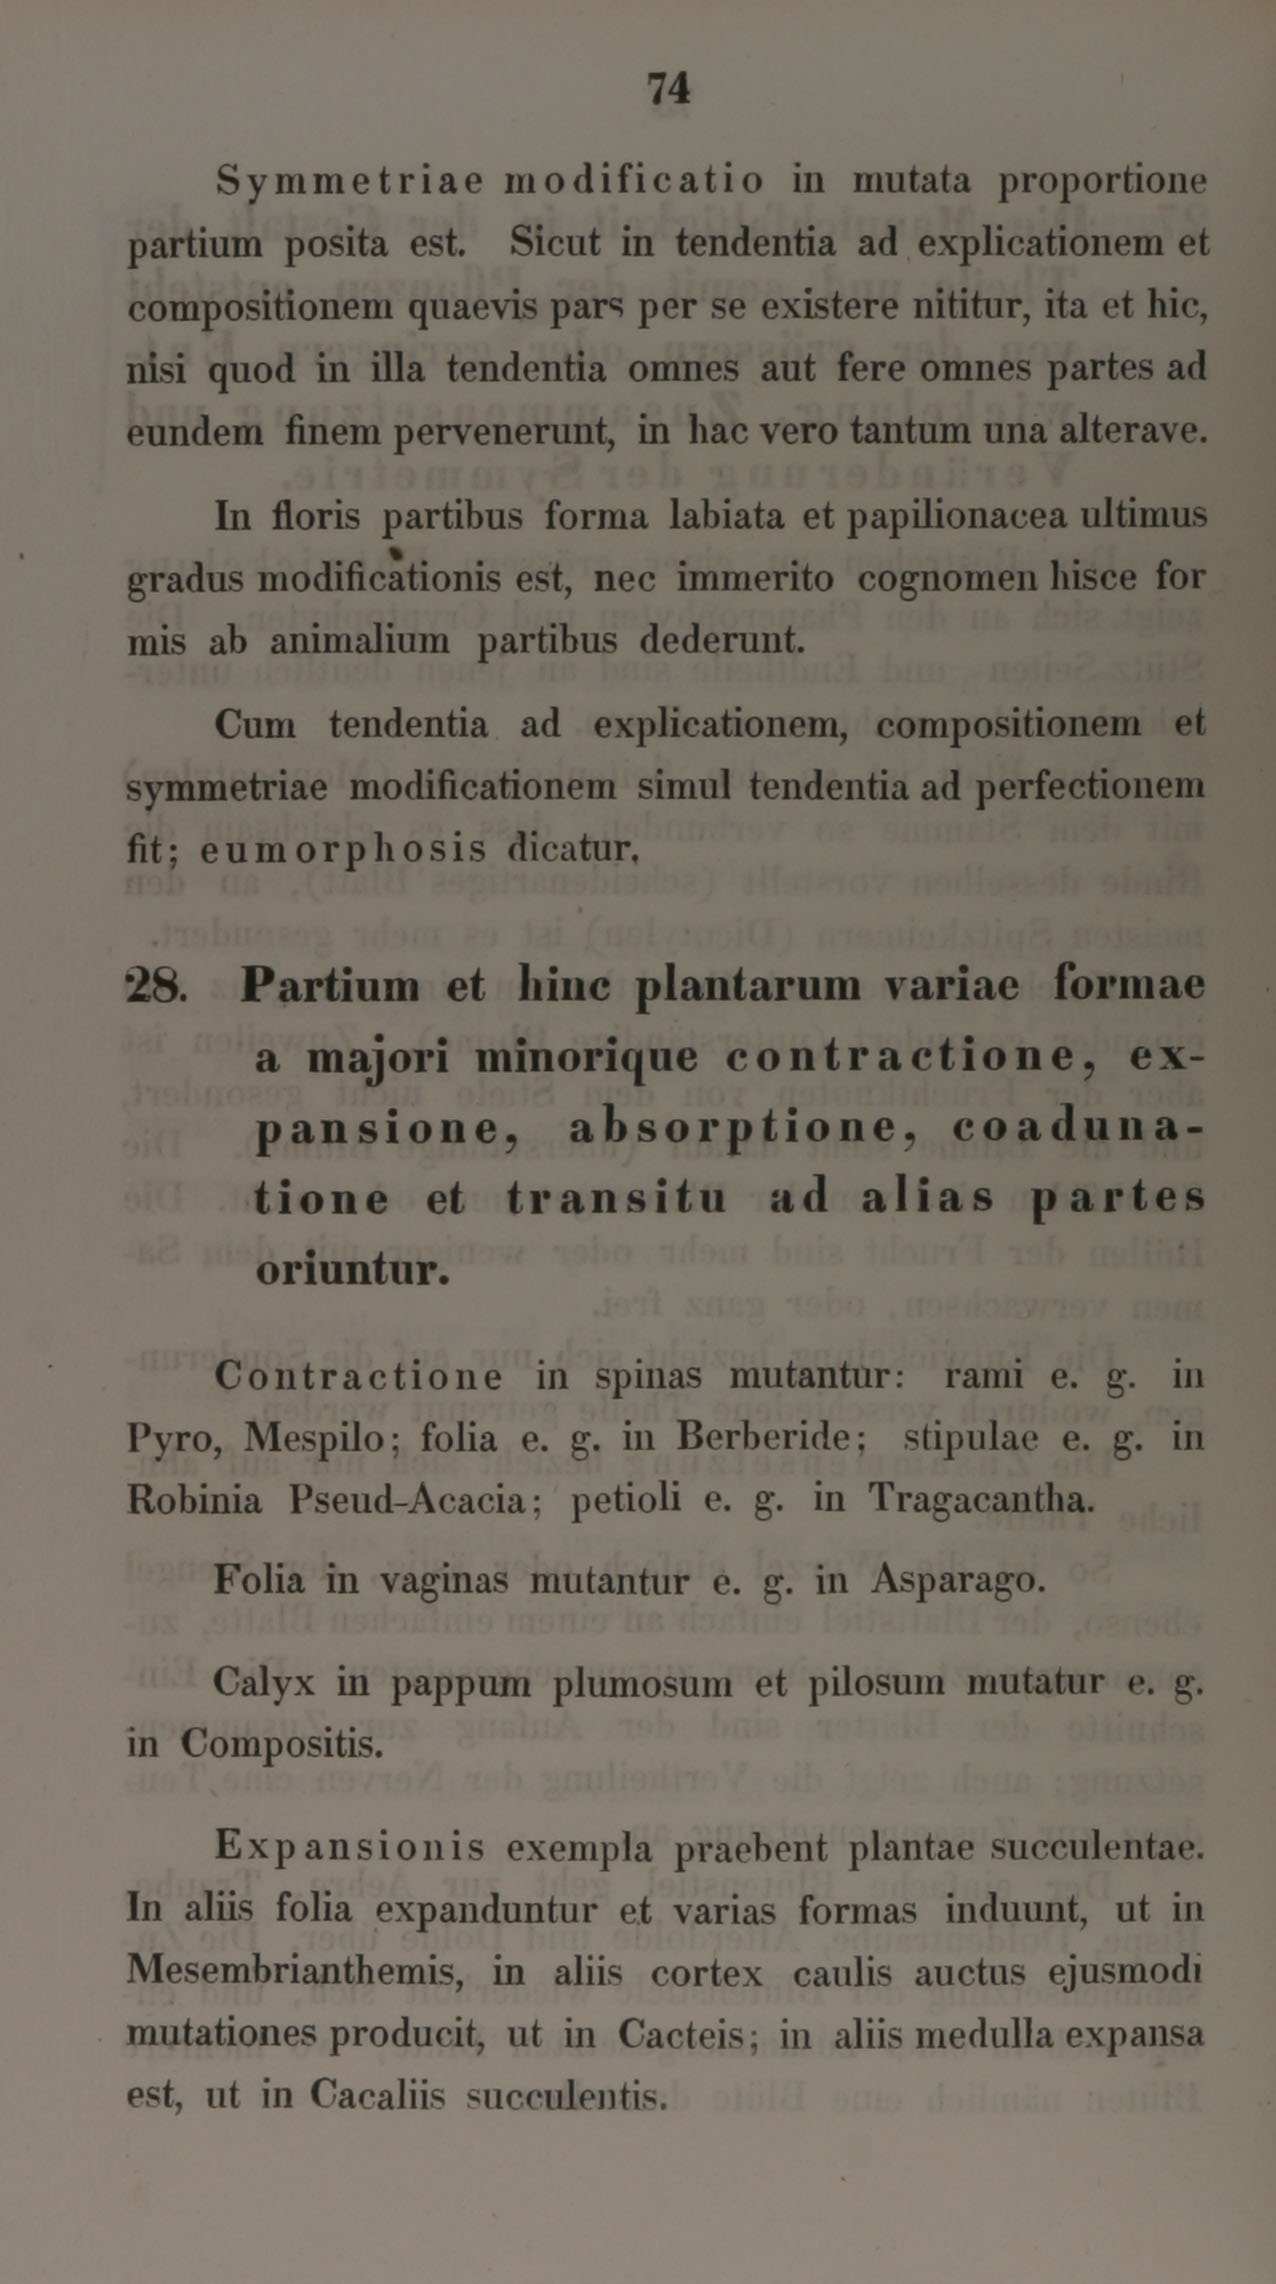 74
Symmetriae modificatio in mutata proportione
partium posita est. Sicut in tendentia ad explicationem et
compositionem quaevis pars per se existere nititur, ita et hic,
nisi quod in illa tendentia omnes aut fere omnes partes ad
eundem finem pervenerunt, in hac vero tantum una alterave.
In floris partibus forma labiata et papilionacea ultimus
gradus modificationis est, nec immerito cognomen hisce for
mis ab animalium partibus dederunt.
Cum tendentia ad explicationem, compositionem et
symmetriae modificationem simul tendentia ad perfectionem
fit; eumorphosis dicatur.
28. Partium et hinc plantarum variae formae
a majori minorique contractione, ex-
pansione, absorptione, coaduna-
tione et transitu ad alias partes
oriuntur.
Contractione in spinas mutantur: rami e. g. in
Pyro, Mespilo; folia e. g. in Berberide; stipulae e. g. in
Robinia Pseud-Acacia; petioli e. g. in Tragacantha.
Folia in vaginas mutantur e. g. in Asparago.
Calyx in pappum plumosum et pilosum mutatur e. g.
in Compositis.
Expansionis exempla praebent plantae succulentae.
In aliis folia expanduntur et varias formas induunt, ut in
Mesembrianthemis, in aliis cortex caulis auctus ejusmodi
mutationes producit, ut in Cacteis; in aliis medulla expansa
est, ut in Cacaliis succulentis.